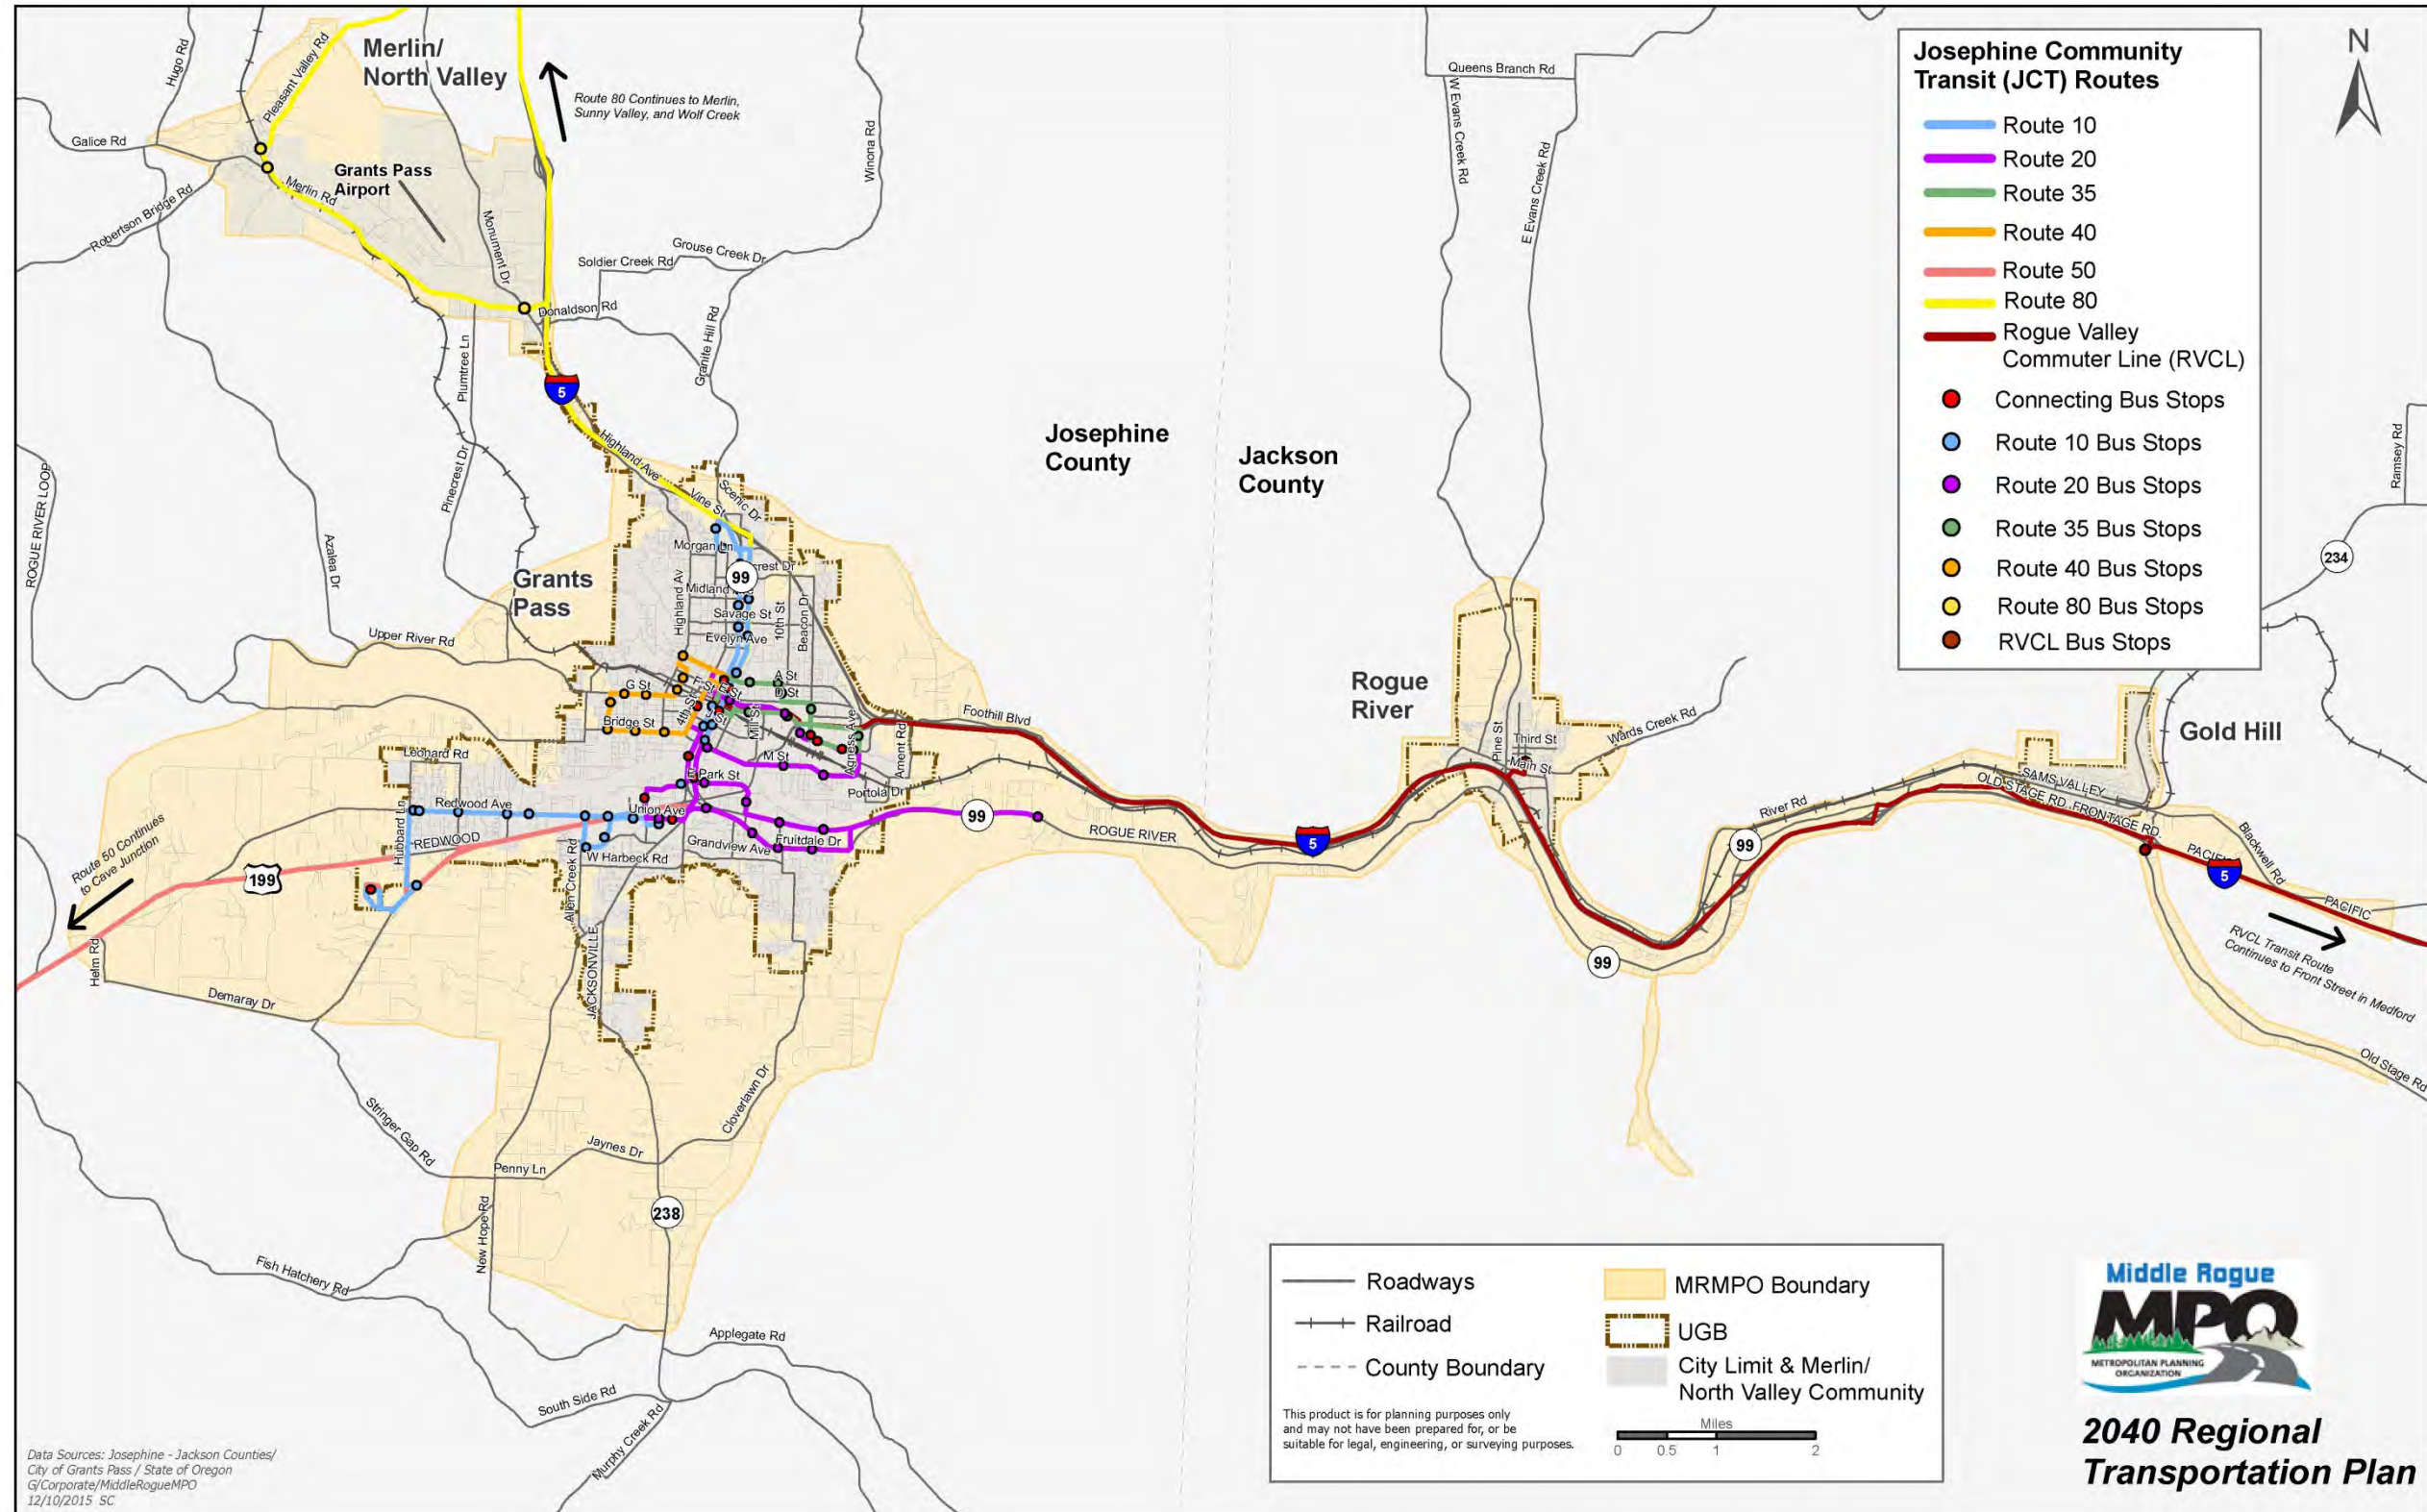 Merlin/
North Valley
Hugo Rd
Pleasant Valley Rd
Galice Rd
Robertson Bridge Rd
Merlin Rd
Grants Pass
Airport
Monument Dr
Route 80 Continues to Merlin,
Sunny Valley, and Wolf Creek
Winona Rd
Soldier Creek Rd
Grouse Creek Dr
Donaldson Rd
Granite Hill Rd
Plumtree Ln
Pinecrest Dr
5
Highland Ave
Vine St
Scenic Dr
ROGUE RIVER LOOP
Azalea Dr
Upper River Rd
Grants
Pass
Morgan Ln
99
crest Dr
Midland
Savage St
Evelyn Ave
Highland Av
10th St
Beacon Dr
A St
D St
E St
F St
G St
J St
4th St
Bridge St
Mill St
M St
Agness Ave
Ament Rd
Foothill Blvd
E Park St
Portola Dr
Leonard Rd
Redwood Ave
Union Ave
REDWOOD
Hubbard Ln
W Harbeck Rd
Grandview Ave
Fruitdale Dr
99
ROGUE RIVER
Allen Creek Rd
JACKSONVILLE
199
Route 50 Continues
to Cave Junction
Helm Rd
Demaray Dr
Stringer Gap Rd
Cloverlawn Dr
Jaynes Dr
Penny Ln
New Hope Rd
238
Fish Hatchery Rd
Applegate Rd
South Side Rd
Murphy Creek Rd
Josephine
County
Jackson
County
Queens Branch Rd
W Evans Creek Rd
E Evans Creek Rd
Rogue
River
Pine St
Third St
Main St
Wards Creek Rd
5
99
99
River Rd
SAMS VALLEY
OLD STAGE RD. FRONTAGE RD.
Gold Hill
234
Ramsey Rd
Blackwell Rd
PACIFI
5
PACIFIC
RVCL Transit Route
Continues to Front Street in Medford
Old Stage Rd
Josephine Community
Transit (JCT) Routes
Route 10
Route 20
Route 35
Route 40
Route 50
Route 80
Rogue Valley
Commuter Line (RVCL)
Connecting Bus Stops
Route 10 Bus Stops
Route 20 Bus Stops
Route 35 Bus Stops
Route 40 Bus Stops
Route 80 Bus Stops
RVCL Bus Stops
N
Roadways
Railroad
County Boundary
MRMPO Boundary
UGB
City Limit & Merlin/
North Valley Community
This product is for planning purposes only
and may not have been prepared for, or be
suitable for legal, engineering, or surveying purposes.
Miles
0 0.5 1 2
Middle Rogue
MPO
METROPOLITAN PLANNING
ORGANIZATION
2040 Regional
Transportation Plan
Data Sources: Josephine - Jackson Counties/
City of Grants Pass / State of Oregon
G/Corporate/MiddleRogueMPO
12/10/2015 SC